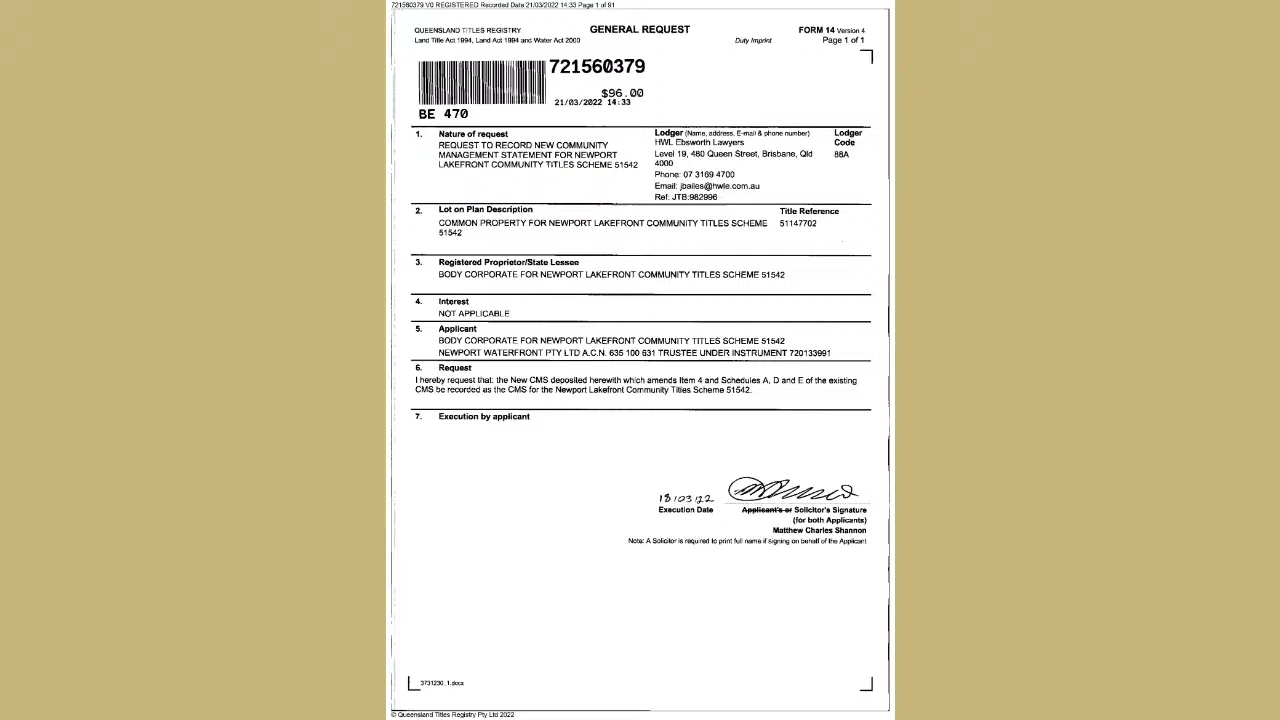 721560379 V0 REGISTERED Recorded Date 21/03/2022 14:33 Page 1 of 91
QUEENSLAND TITLES REGISTRY
Land Title Act 1994, Land Act 1994 and Water Act 2000
GENERAL REQUEST
Duty Imprint
FORM 14 Version 4
Page 1 of 1
721560379
$96.00
21/03/2022 14:33
BE 470
1. Nature of request
REQUEST TO RECORD NEW COMMUNITY
MANAGEMENT STATEMENT FOR NEWPORT
LAKEFRONT COMMUNITY TITLES SCHEME 51542
Lodger (Name, address, E-mail & phone number)
HWL Ebsworth Lawyers
Level 19, 480 Queen Street, Brisbane, Qld
4000
Phone: 07 3169 4700
Email: jbailes@hwle.com.au
Ref: JTB:982996
Lodger
Code
88A
2. Lot on Plan Description
COMMON PROPERTY FOR NEWPORT LAKEFRONT COMMUNITY TITLES SCHEME
51542
Title Reference
51147702
3. Registered Proprietor/State Lessee
BODY CORPORATE FOR NEWPORT LAKEFRONT COMMUNITY TITLES SCHEME 51542
4. Interest
NOT APPLICABLE
5. Applicant
BODY CORPORATE FOR NEWPORT LAKEFRONT COMMUNITY TITLES SCHEME 51542
NEWPORT WATERFRONT PTY LTD A.C.N. 635 100 631 TRUSTEE UNDER INSTRUMENT 720133991
6. Request
I hereby request that: the New CMS deposited herewith which amends Item 4 and Schedules A, D and E of the existing
CMS be recorded as the CMS for the Newport Lakefront Community Titles Scheme 51542.
7. Execution by applicant
18/03/22
Execution Date
Applicant's or Solicitor's Signature
(for both Applicants)
Matthew Charles Shannon
Note: A Solicitor is required to print full name if signing on behalf of the Applicant
3731230_1.docx
© Queensland Titles Registry Pty Ltd 2022